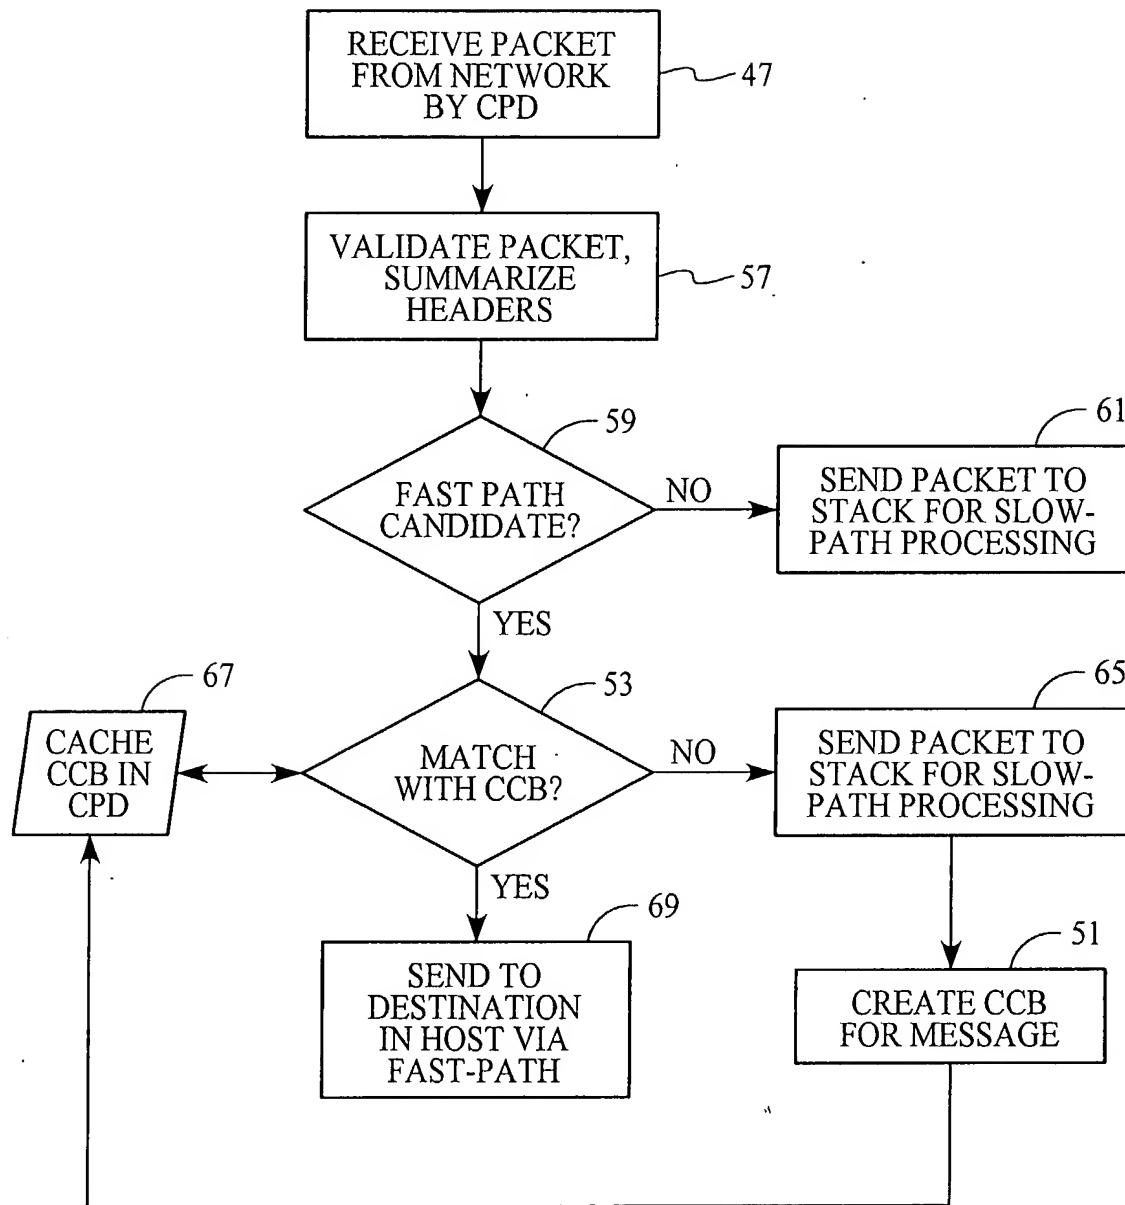 RECEIVE PACKET
FROM NETWORK
BY CPD
47
VALIDATE PACKET,
SUMMARIZE
HEADERS
57
59
FAST PATH
CANDIDATE?
NO
61
SEND PACKET TO
STACK FOR SLOW-
PATH PROCESSING
YES
67
CACHE
CCB IN
CPD
53
MATCH
WITH CCB?
NO
65
SEND PACKET TO
STACK FOR SLOW-
PATH PROCESSING
YES
69
SEND TO
DESTINATION
IN HOST VIA
FAST-PATH
51
CREATE CCB
FOR MESSAGE